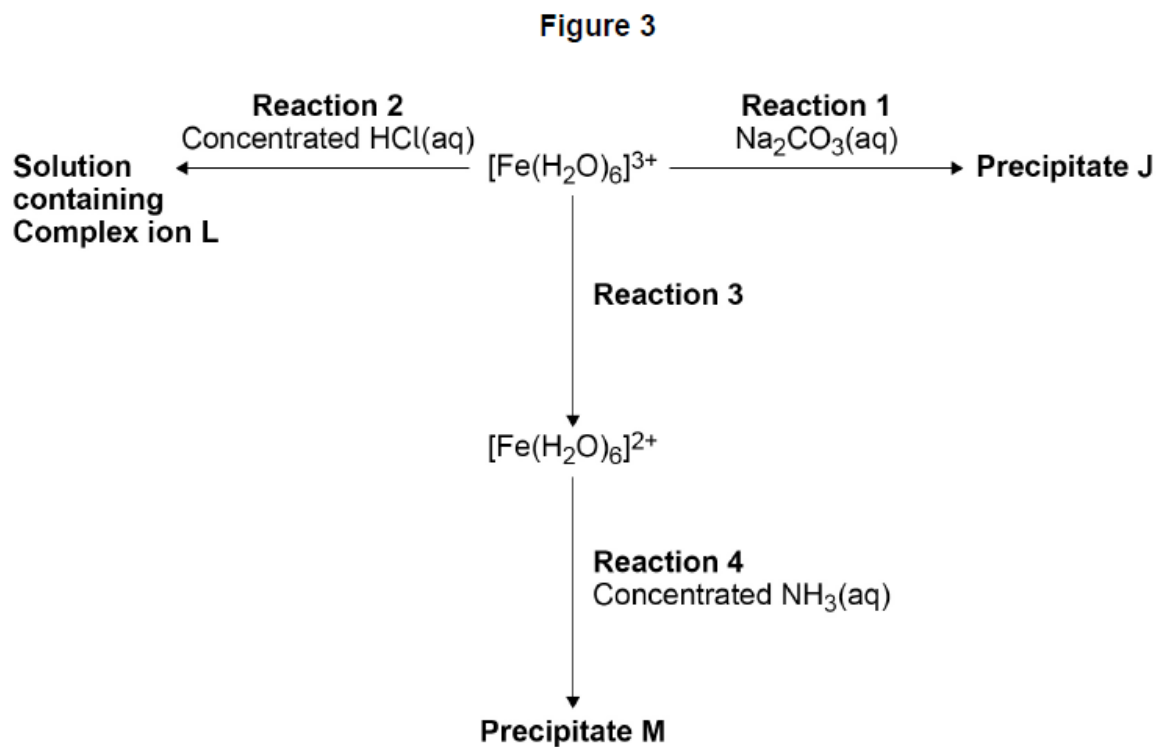 Figure 3
Reaction 2
Concentrated HCl(aq)
Reaction 1
Na₂CO₃(aq)
Solution
containing
Complex ion L
[Fe(H₂O)₆]³⁺
Precipitate J
Reaction 3
[Fe(H₂O)₆]²⁺
Reaction 4
Concentrated NH₃(aq)
Precipitate M